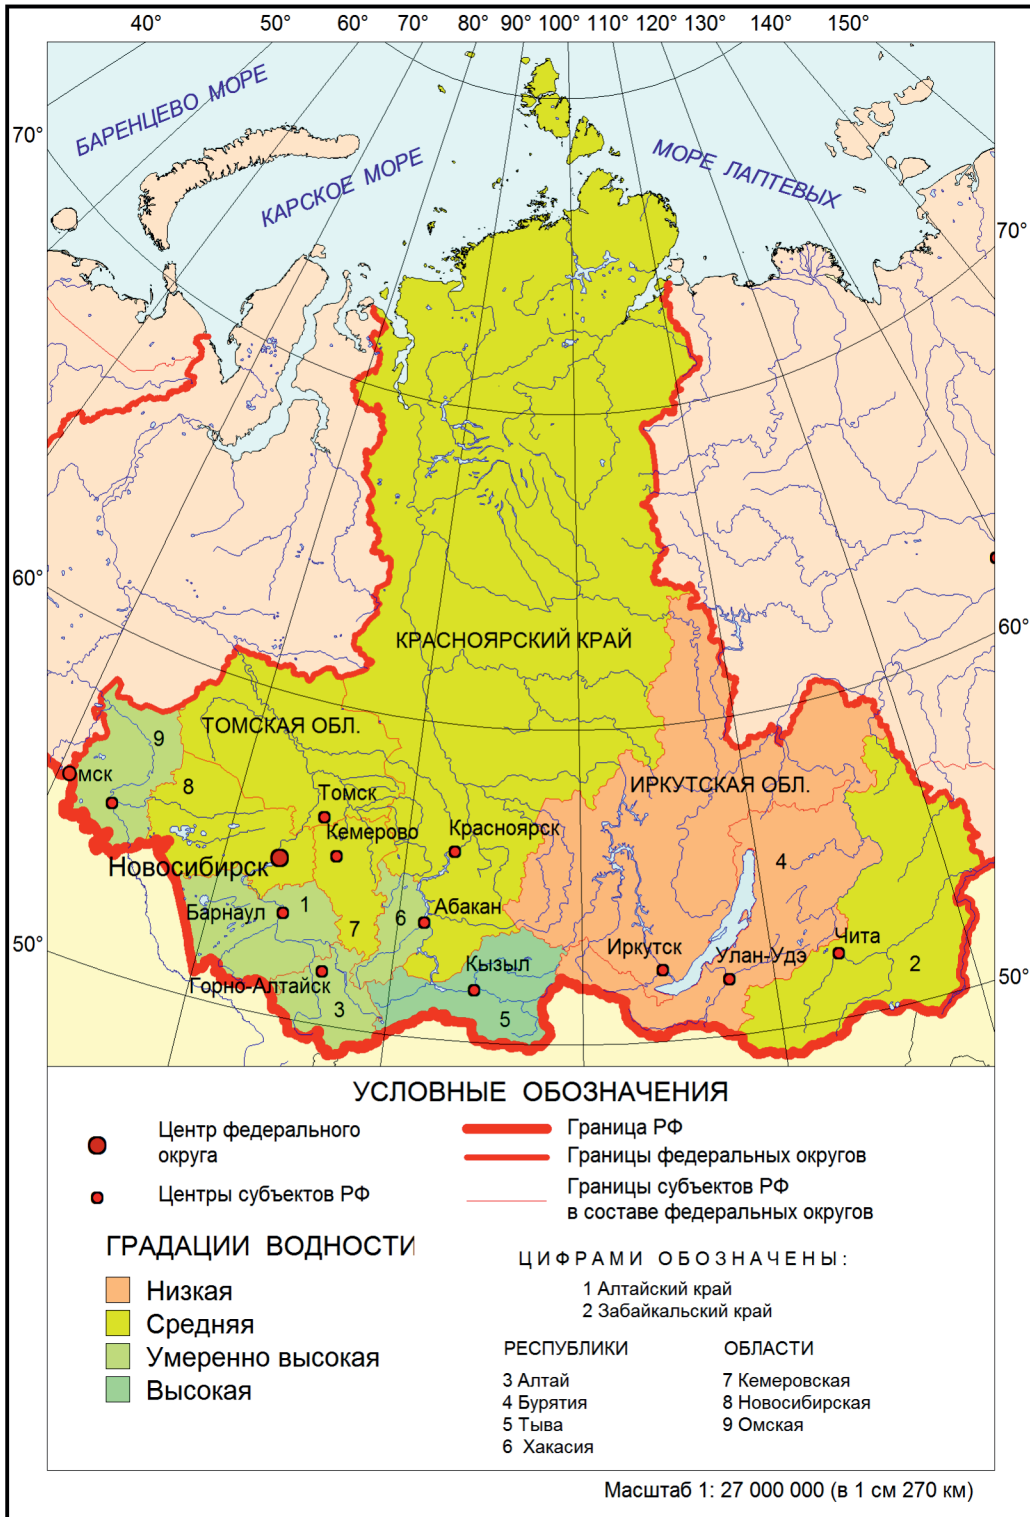 40° 50° 60° 70° 80° 90° 100° 110° 120° 130° 140° 150°
БАРЕНЦЕВО МОРЕ
КАРСКОЕ МОРЕ
МОРЕ ЛАПТЕВЫХ
70°
70°
60°
60°
50°
50°
КРАСНОЯРСКИЙ КРАЙ
ТОМСКАЯ ОБЛ.
9
8
Омск
Томск
Кемерово
Красноярск
ИРКУТСКАЯ ОБЛ.
Новосибирск
4
Барнаул
1
7
6
Абакан
Горно-Алтайск
3
Кызыл
5
Иркутск
Улан-Удэ
Чита
2
УСЛОВНЫЕ ОБОЗНАЧЕНИЯ
Центр федерального
округа
Центры субъектов РФ
Граница РФ
Границы федеральных округов
Границы субъектов РФ
в составе федеральных округов
ГРАДАЦИИ ВОДНОСТИ
Низкая
Средняя
Умеренно высокая
Высокая
ЦИФРАМИ ОБОЗНАЧЕНЫ:
1 Алтайский край
2 Забайкальский край
РЕСПУБЛИКИ
3 Алтай
4 Бурятия
5 Тыва
6 Хакасия
ОБЛАСТИ
7 Кемеровская
8 Новосибирская
9 Омская
Масштаб 1: 27 000 000 (в 1 см 270 км)